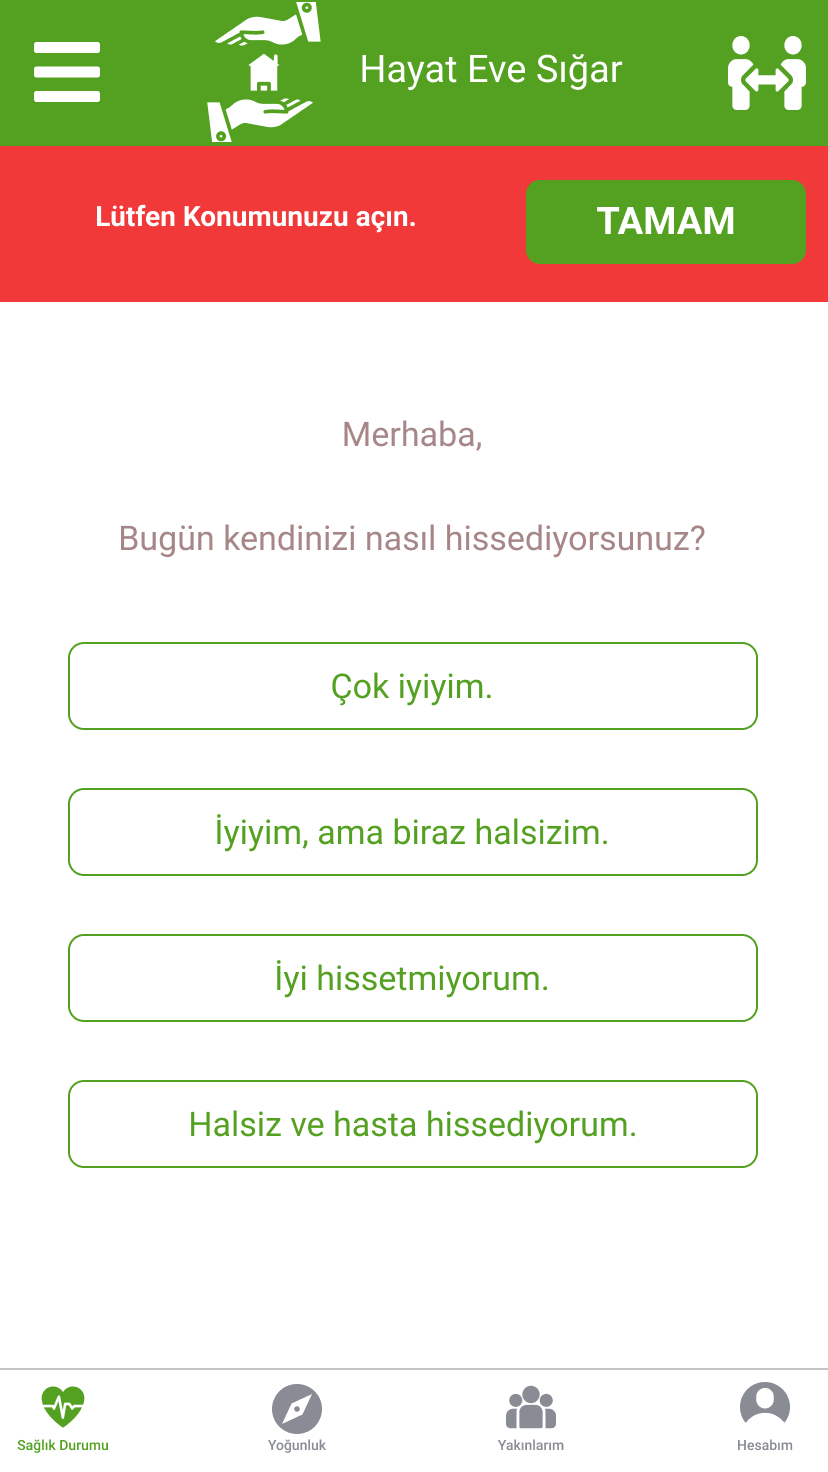 Hayat Eve Sığar
Lütfen Konumunuzu açın.
TAMAM
Merhaba,
Bugün kendinizi nasıl hissediyorsunuz?
Çok iyiyim.
İyiyim, ama biraz halsizim.
İyi hissetmiyorum.
Halsiz ve hasta hissediyorum.
Sağlık Durumu
Yoğunluk
Yakınlarım
Hesabım